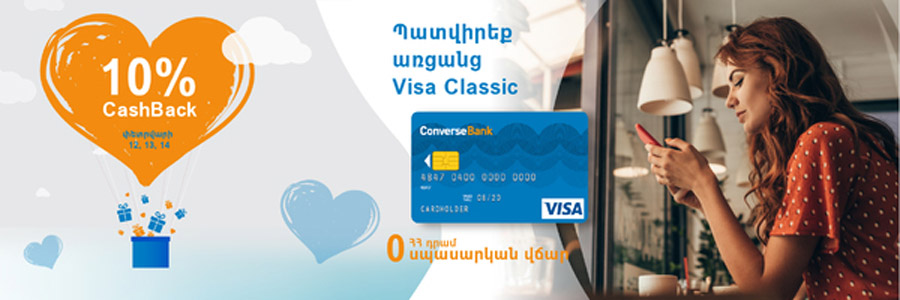 10%
CashBack
փետրվարի
12, 13, 14
Պատվիրեք
առցանց
Visa Classic
ConverseBank
4847 0400 0000 0000
08/20
CARDHOLDER
VISA
0 ՀՀ դրամ
սպասարկան վճար